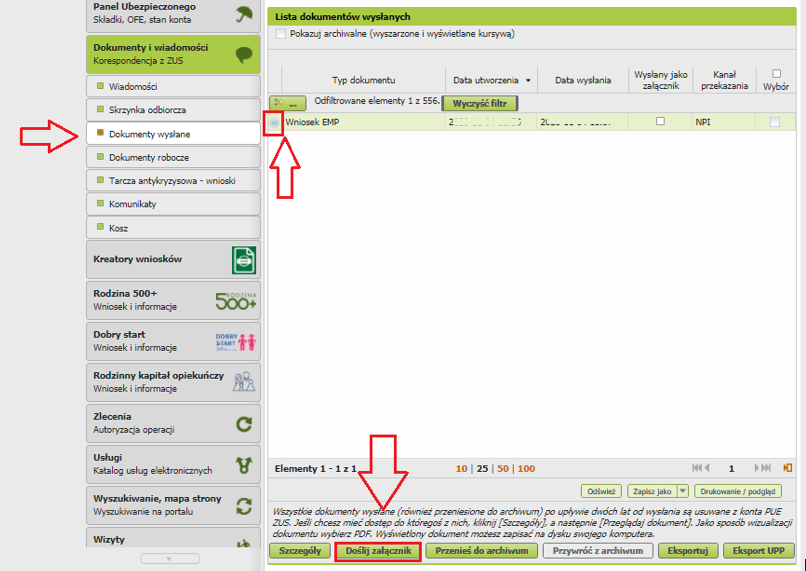 Panel Ubezpieczonego
Składki, OFE, stan konta
Dokumenty i wiadomości
Korespondencja z ZUS
Wiadomości
Skrzynka odbiorcza
Dokumenty wysłane
Dokumenty robocze
Tarcza antykryzysowa - wnioski
Komunikaty
Kosz
Kreatory wniosków
Rodzina 500+
Wniosek i informacje
RODZINA
500+
Dobry start
Wniosek i informacje
DOBRY
START
Rodzinny kapitał opiekuńczy
Wniosek i informacje
Zlecenia
Autoryzacja operacji
Usługi
Katalog usług elektronicznych
Wyszukiwanie, mapa strony
Wyszukiwanie na portalu
Wizyty
Lista dokumentów wysłanych
Pokazuj archiwalne (wyszarzone i wyświetlane kursywą)
Typ dokumentu
Data utworzenia
Data wysłania
Wysłany jako załącznik
Kanał przekazania
Wybór
... Odfiltrowane elementy 1 z 556. Wyczyść filtr
Wniosek EMP NPI
Elementy 1 - 1 z 1 10 | 25 | 50 | 100 1
Odśwież Zapisz jako Drukowanie / podgląd
Wszystkie dokumenty wysłane (również przeniesione do archiwum) po upływie dwóch lat od wysłania są usuwane z konta PUE
ZUS. Jeśli chcesz mieć dostęp do któregoś z nich, kliknij [Szczegóły], a następnie [Przeglądaj dokument]. Jako sposób wizualizacji
dokumentu wybierz PDF. Wyświetlony dokument możesz zapisać na dysku swojego komputera.
Szczegóły Doślij załącznik Przenieś do archiwum Przywróć z archiwum Eksportuj Eksport UPP